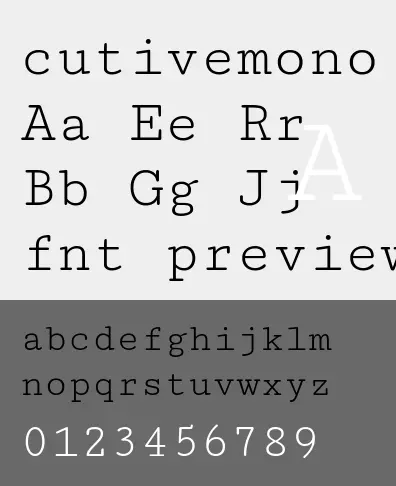 cutivemono
Aa Ee Rr
A
Bb Gg Jj
fnt preview
abcdefghijklm
nopqrstuvwxyz
0123456789